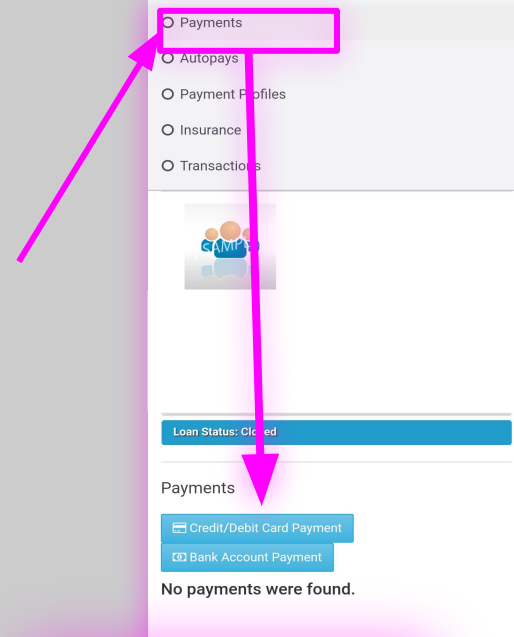 Payments
Autopays
Payment Profiles
Insurance
Transactions
SAMPLE
Loan Status: Closed
Payments
Credit/Debit Card Payment
Bank Account Payment
No payments were found.